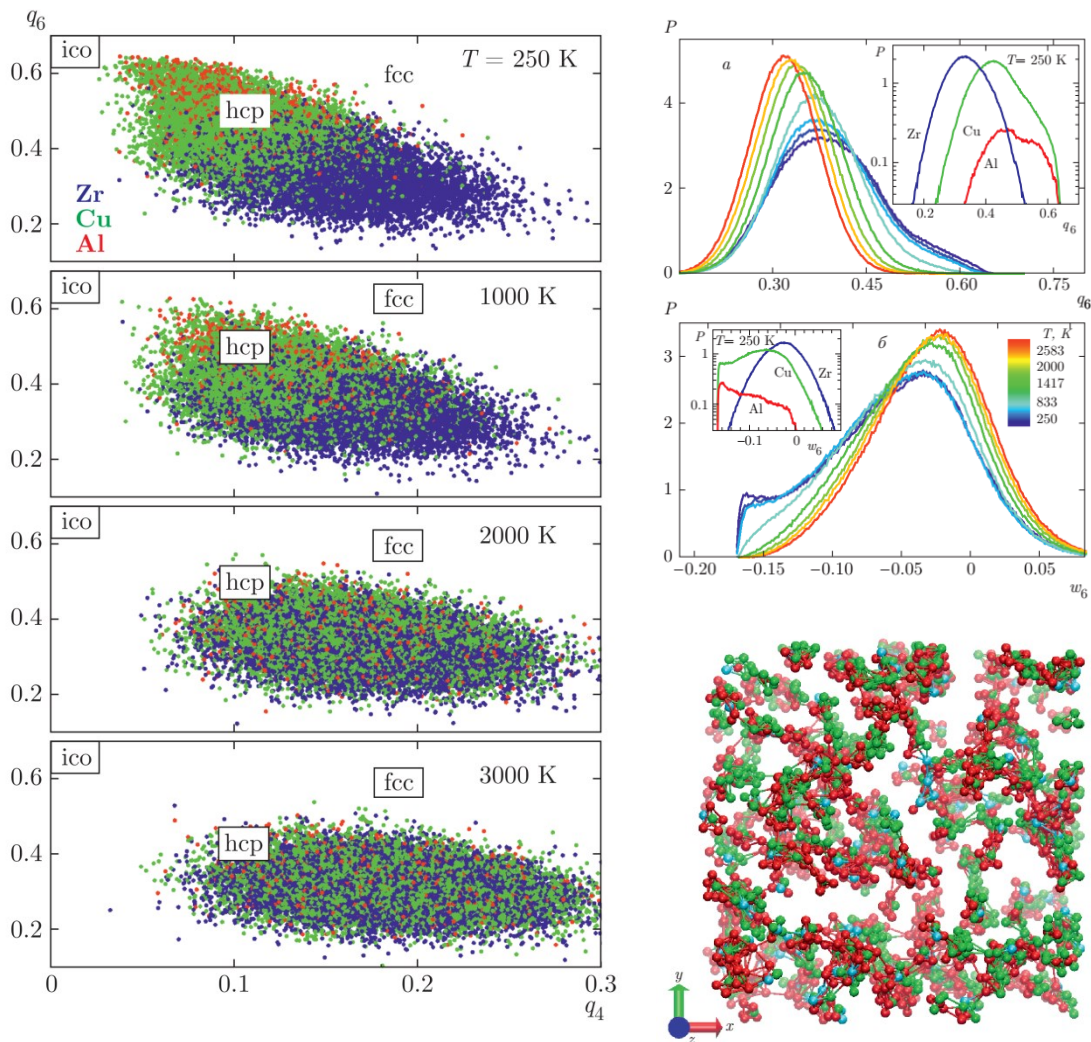 q6
ico
T = 250 K
fcc
hcp
0.6
0.4
0.2
Zr
Cu
Al
ico
1000 K
fcc
hcp
0.6
0.4
0.2
ico
2000 K
fcc
hcp
0.6
0.4
0.2
ico
3000 K
fcc
hcp
0.6
0.4
0.2
0 0.1 0.2 0.3
q4
P
а
4
2
0
0.30 0.45 0.60 0.75
q6
P
T= 250 K
1
0.1
Zr
Cu
Al
0.2 0.4 0.6
q6
P
б
3
2
1
0
−0.20 −0.15 −0.10 −0.05 0 0.05
w6
P
T= 250 K
1
0.1
Cu
Zr
Al
−0.1 0
w6
T, K
2583
2000
1417
833
250
y
z
x